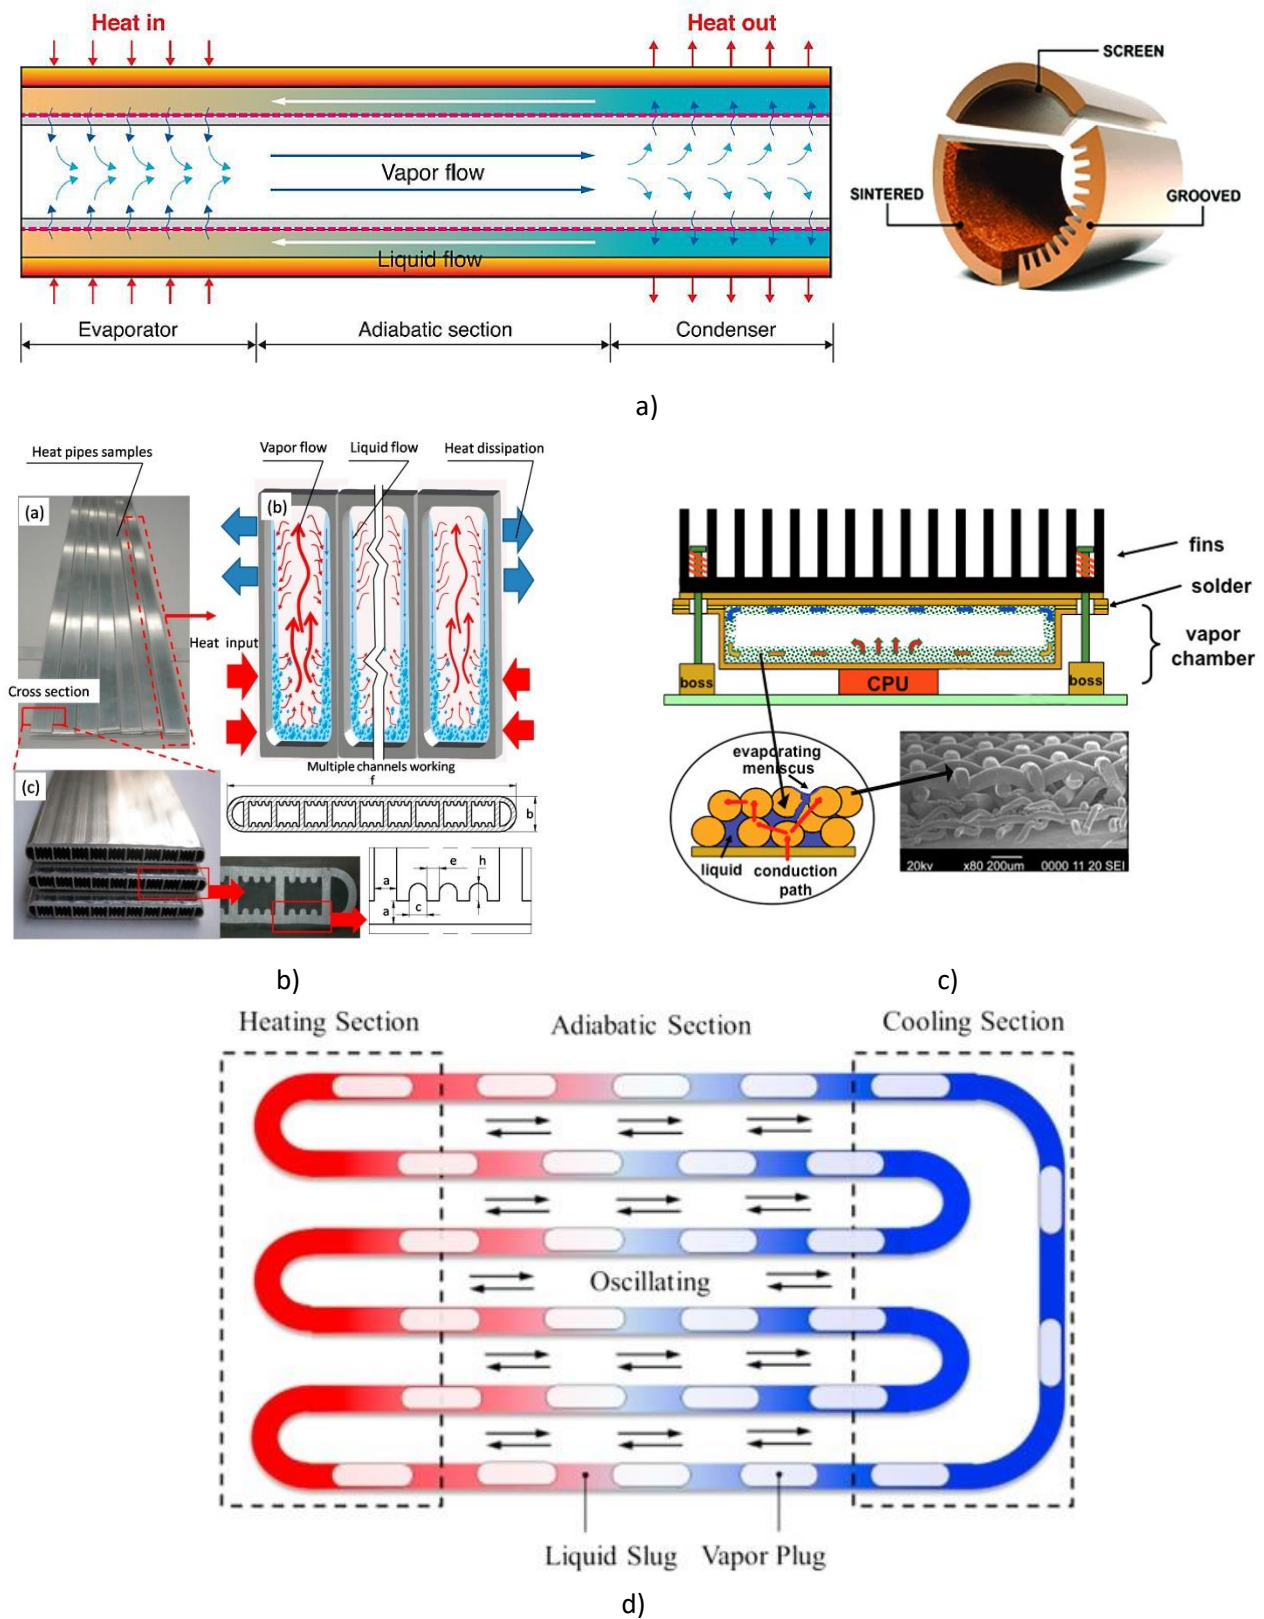 Heat in
Heat out
Vapor flow
Liquid flow
Evaporator
Adiabatic section
Condenser
SCREEN
SINTERED
GROOVED
a)
Heat pipes samples
Vapor flow
Liquid flow
Heat dissipation
(a)
(b)
Heat input
Cross section
(c)
Multiple channels working
f
b
e
h
a
a
c
fins
solder
vapor
chamber
boss
CPU
boss
evaporating
meniscus
liquid
conduction
path
20kv
x80 200um
0000 11 20 SEI
b)
c)
Heating Section
Adiabatic Section
Cooling Section
Oscillating
Liquid Slug
Vapor Plug
d)